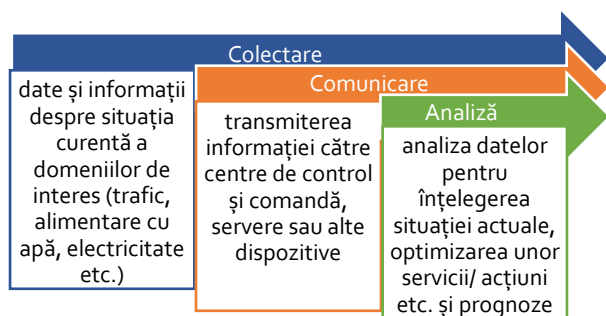 Colectare
date și informații
despre situația
curentă a
domeniilor de
interes (trafic,
alimentare cu
apă, electricitate
etc.)
Comunicare
transmiterea
informației către
centre de control
și comandă,
servere sau alte
dispozitive
Analiză
analiza datelor
pentru
înțelegerea
situației actuale,
optimizarea unor
servicii/ acțiuni
etc. și prognoze